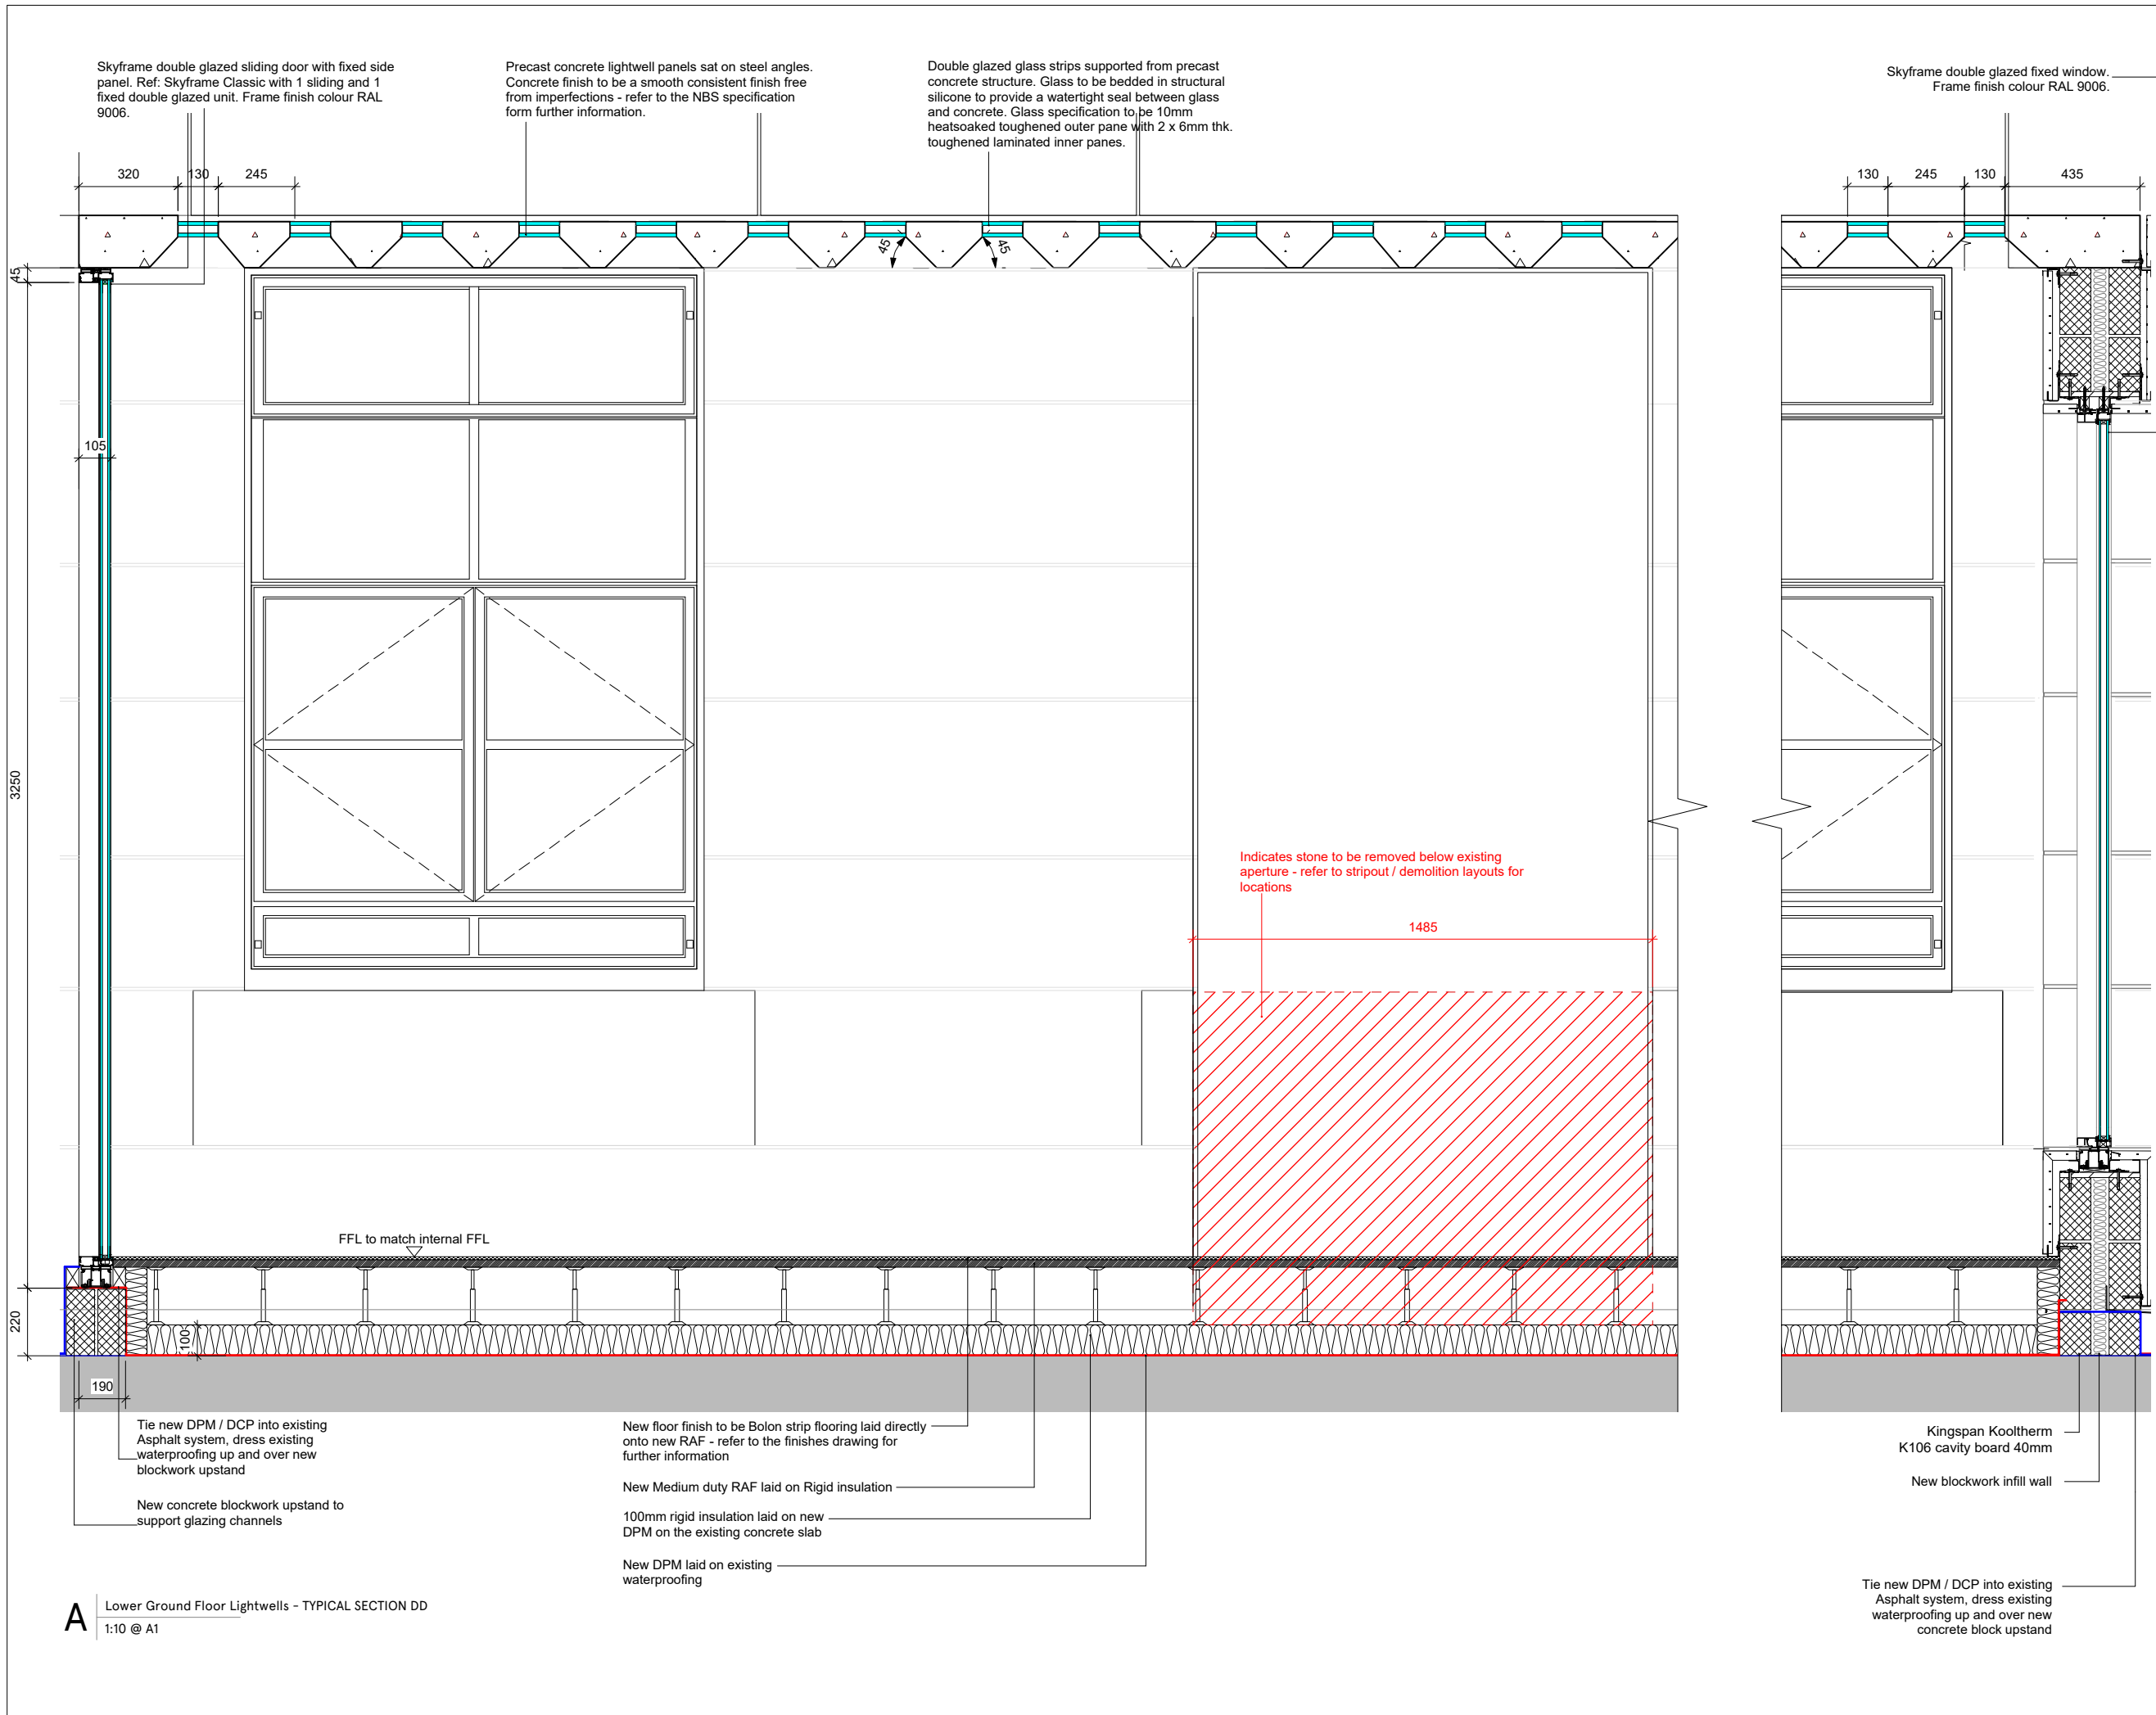 Skyframe double glazed sliding door with fixed side
panel. Ref: Skyframe Classic with 1 sliding and 1
fixed double glazed unit. Frame finish colour RAL
9006.
Precast concrete lightwell panels sat on steel angles.
Concrete finish to be a smooth consistent finish free
from imperfections - refer to the NBS specification
form further information.
Double glazed glass strips supported from precast
concrete structure. Glass to be bedded in structural
silicone to provide a watertight seal between glass
and concrete. Glass specification to be 10mm
heatsoaked toughened outer pane with 2 x 6mm thk.
toughened laminated inner panes.
Skyframe double glazed fixed window.
Frame finish colour RAL 9006.
320
130
245
130
245
130
435
45
45
45
105
3250
Indicates stone to be removed below existing
aperture - refer to stripout / demolition layouts for
locations
1485
FFL to match internal FFL
220
100
190
Tie new DPM / DCP into existing
Asphalt system, dress existing
waterproofing up and over new
blockwork upstand
New concrete blockwork upstand to
support glazing channels
New floor finish to be Bolon strip flooring laid directly
onto new RAF - refer to the finishes drawing for
further information
New Medium duty RAF laid on Rigid insulation
100mm rigid insulation laid on new
DPM on the existing concrete slab
New DPM laid on existing
waterproofing
Kingspan Kooltherm
K106 cavity board 40mm
New blockwork infill wall
Tie new DPM / DCP into existing
Asphalt system, dress existing
waterproofing up and over new
concrete block upstand
A
Lower Ground Floor Lightwells - TYPICAL SECTION DD
1:10 @ A1